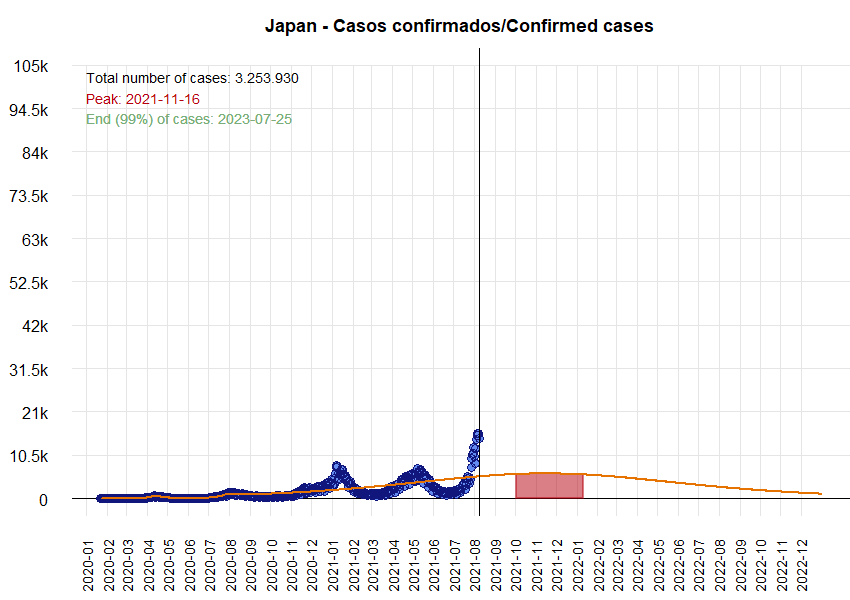 Japan - Casos confirmados/Confirmed cases
105k
Total number of cases: 3.253.930
Peak: 2021-11-16
94.5k
End (99%) of cases: 2023-07-25
84k
73.5k
63k
52.5k
42k
31.5k
21k
10.5k
0
2020-01
2020-02
2020-03
2020-04
2020-05
2020-06
2020-07
2020-08
2020-09
2020-10
2020-11
2020-12
2021-01
2021-02
2021-03
2021-04
2021-05
2021-06
2021-07
2021-08
2021-09
2021-10
2021-11
2021-12
2022-01
2022-02
2022-03
2022-04
2022-05
2022-06
2022-07
2022-08
2022-09
2022-10
2022-11
2022-12